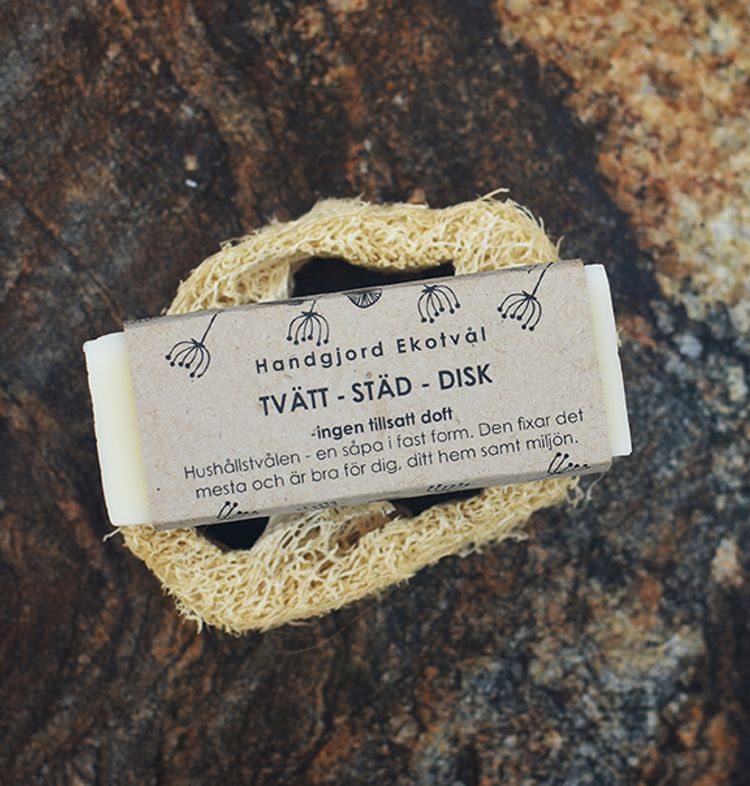 Handgjord Ekotvål
TVÄTT - STÄD - DISK
-ingen tillsatt doft
Hushållstvålen - en såpa i fast form. Den fixar det
mesta och är bra för dig, ditt hem samt miljön.